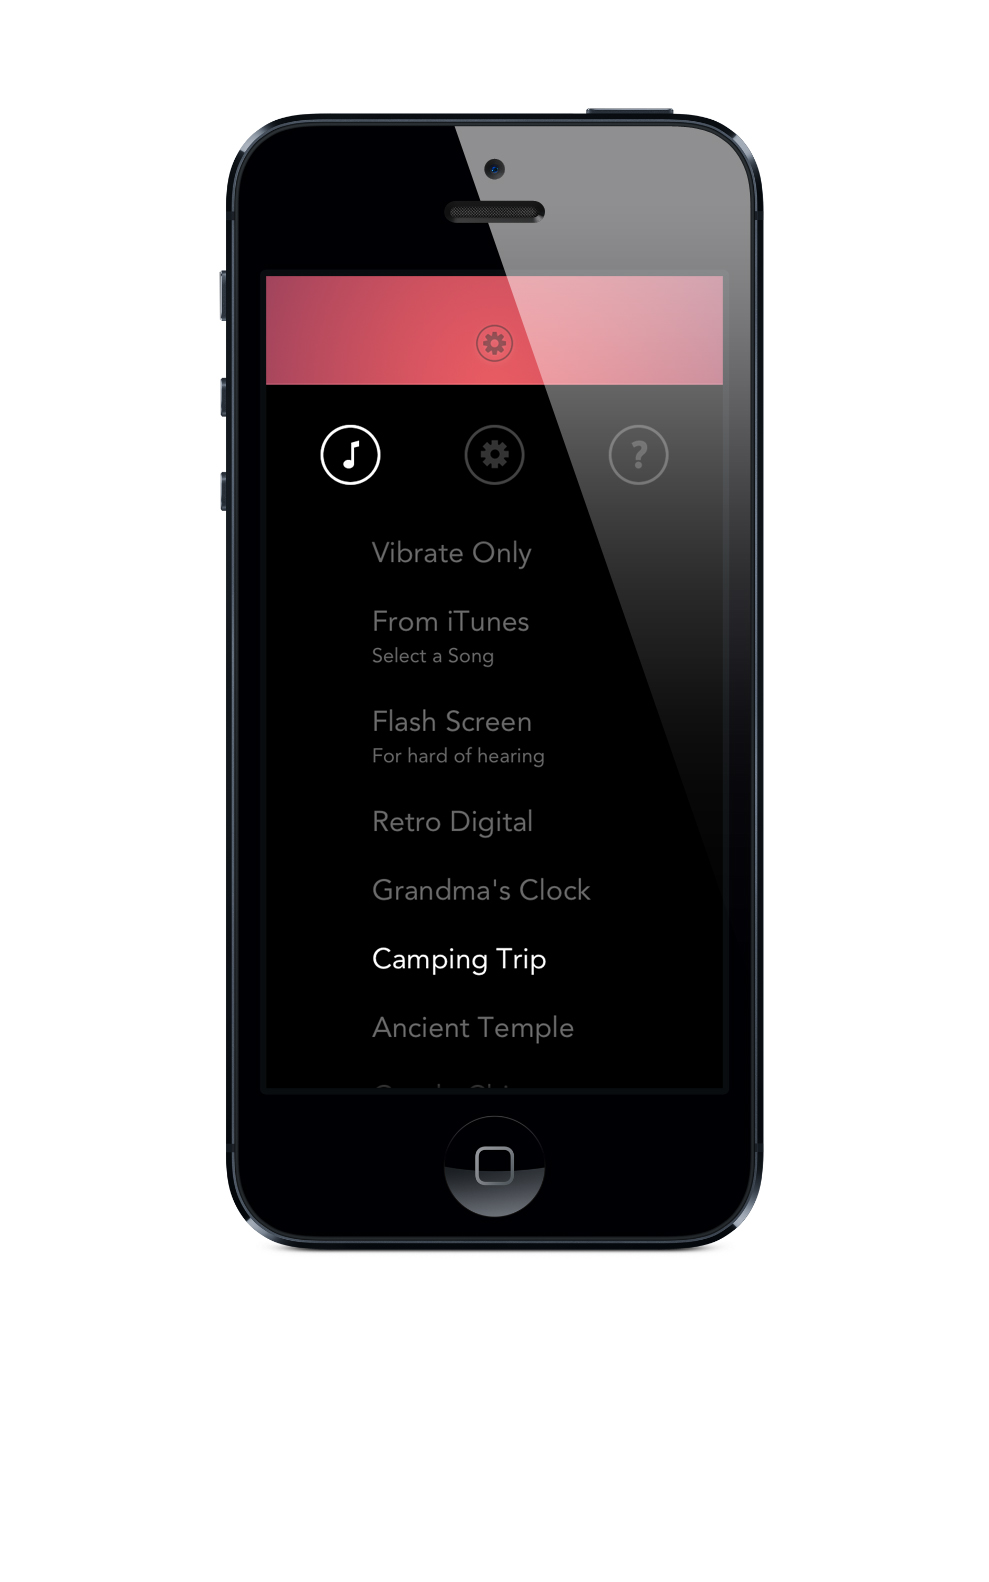 ?
Vibrate Only
From iTunes
Select a Song
Flash Screen
For hard of hearing
Retro Digital
Grandma's Clock
Camping Trip
Ancient Temple